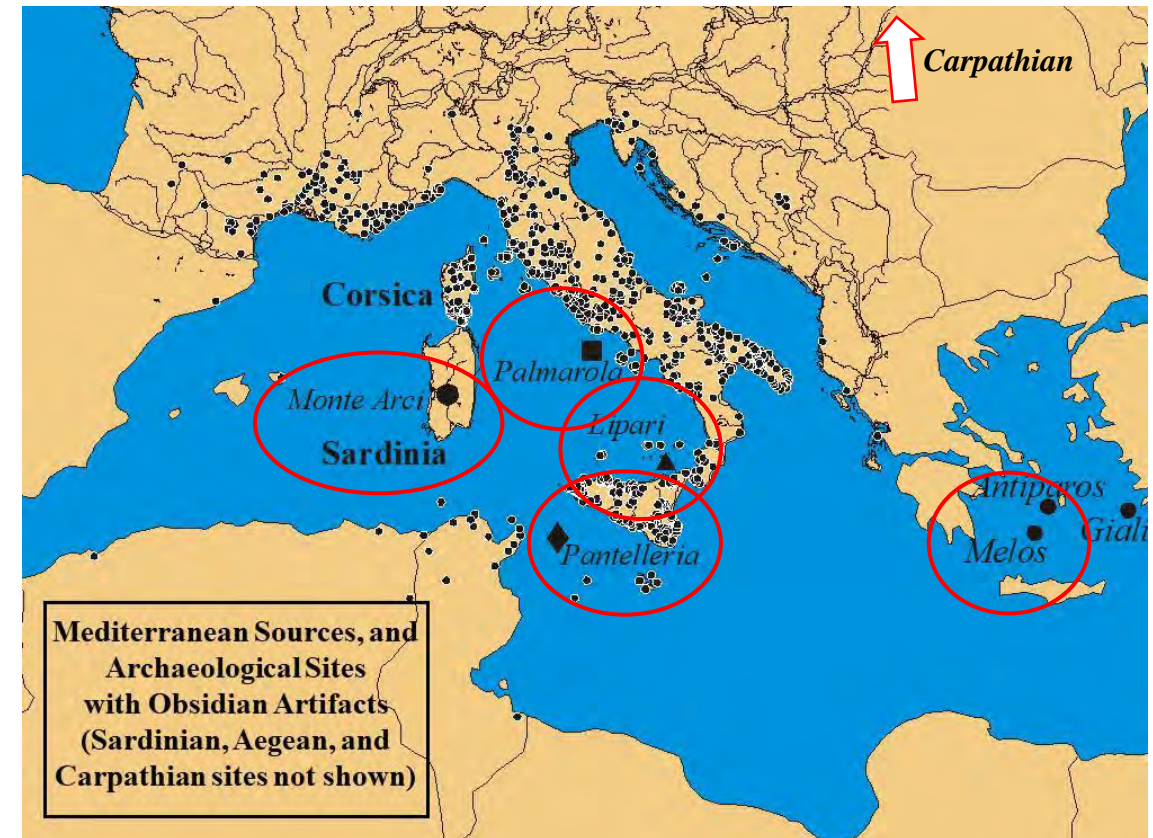 Carpathian
Corsica
Palmarola
Monte Arci
Lipari
Sardinia
Antiparos
Giali
Melos
Pantelleria
Mediterranean Sources, and
Archaeological Sites
with Obsidian Artifacts
(Sardinian, Aegean, and
Carpathian sites not shown)